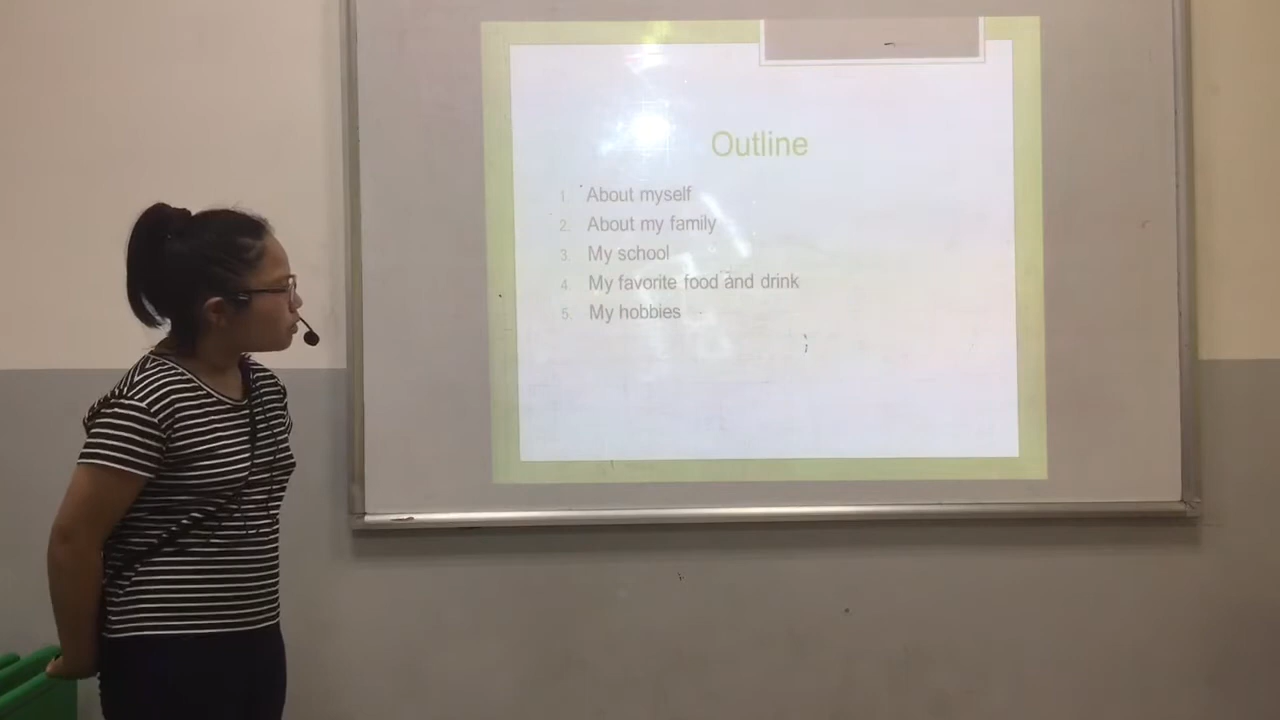 Outline
1. About myself
2. About my family
3. My school
4. My favorite food and drink
5. My hobbies